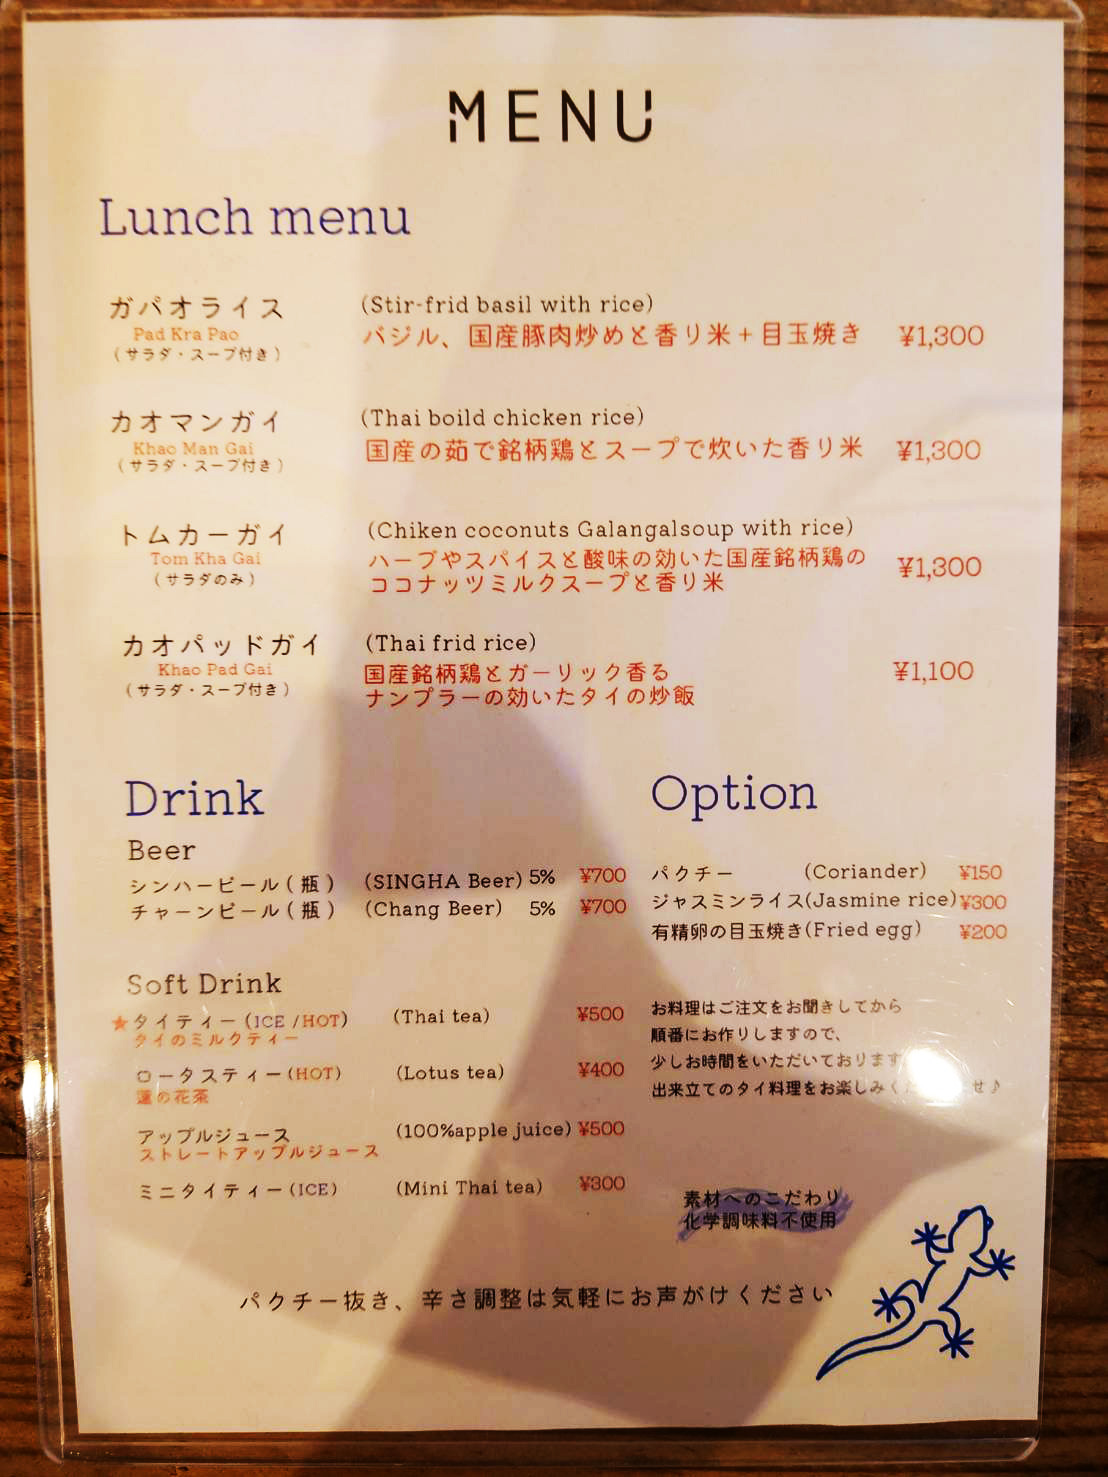 MENU
Lunch menu
ガパオライス (Stir-frid basil with rice)
Pad Kra Pao バジル、国産豚肉炒めと香り米+目玉焼き ¥1,300
(サラダ・スープ付き)
カオマンガイ (Thai boild chicken rice)
Khao Man Gai 国産の茹で銘柄鶏とスープで炊いた香り米 ¥1,300
(サラダ・スープ付き)
トムカーガイ (Chiken coconuts Galangalsoup with rice)
Tom Kha Gai ハーブやスパイスと酸味の効いた国産銘柄鶏の ¥1,300
(サラダのみ) ココナッツミルクスープと香り米
カオパッドガイ (Thai frid rice)
Khao Pad Gai 国産銘柄鶏とガーリック香る ¥1,100
(サラダ・スープ付き) ナンプラーの効いたタイの炒飯
Drink
Beer
シンハービール(瓶) (SINGHA Beer) 5% ¥700
チャーンビール(瓶) (Chang Beer) 5% ¥700
Soft Drink
★タイティー(ICE /HOT) (Thai tea) ¥500
タイのミルクティー
ロータスティー(HOT) (Lotus tea) ¥400
蓮の花茶
アップルジュース (100%apple juice) ¥500
ストレートアップルジュース
ミニタイティー(ICE) (Mini Thai tea) ¥300
Option
パクチー (Coriander) ¥150
ジャスミンライス(Jasmine rice) ¥300
有精卵の目玉焼き(Fried egg) ¥200
お料理はご注文をお聞きしてから
順番にお作りしますので、
少しお時間をいただいております
出来立てのタイ料理をお楽しみく せ♪
素材へのこだわり
化学調味料不使用
パクチー抜き、辛さ調整は気軽にお声がけください